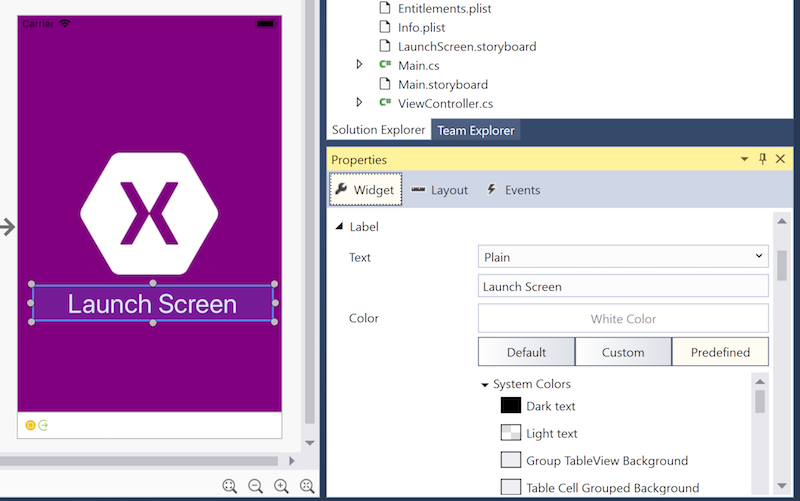 Carrier
Launch Screen
Entitlements.plist
Info.plist
LaunchScreen.storyboard
C# Main.cs
Main.storyboard
C# ViewController.cs
Solution Explorer
Team Explorer
Properties
Widget
Layout
Events
Label
Text
Plain
Launch Screen
Color
White Color
Default
Custom
Predefined
System Colors
Dark text
Light text
Group TableView Background
Table Cell Grouped Background